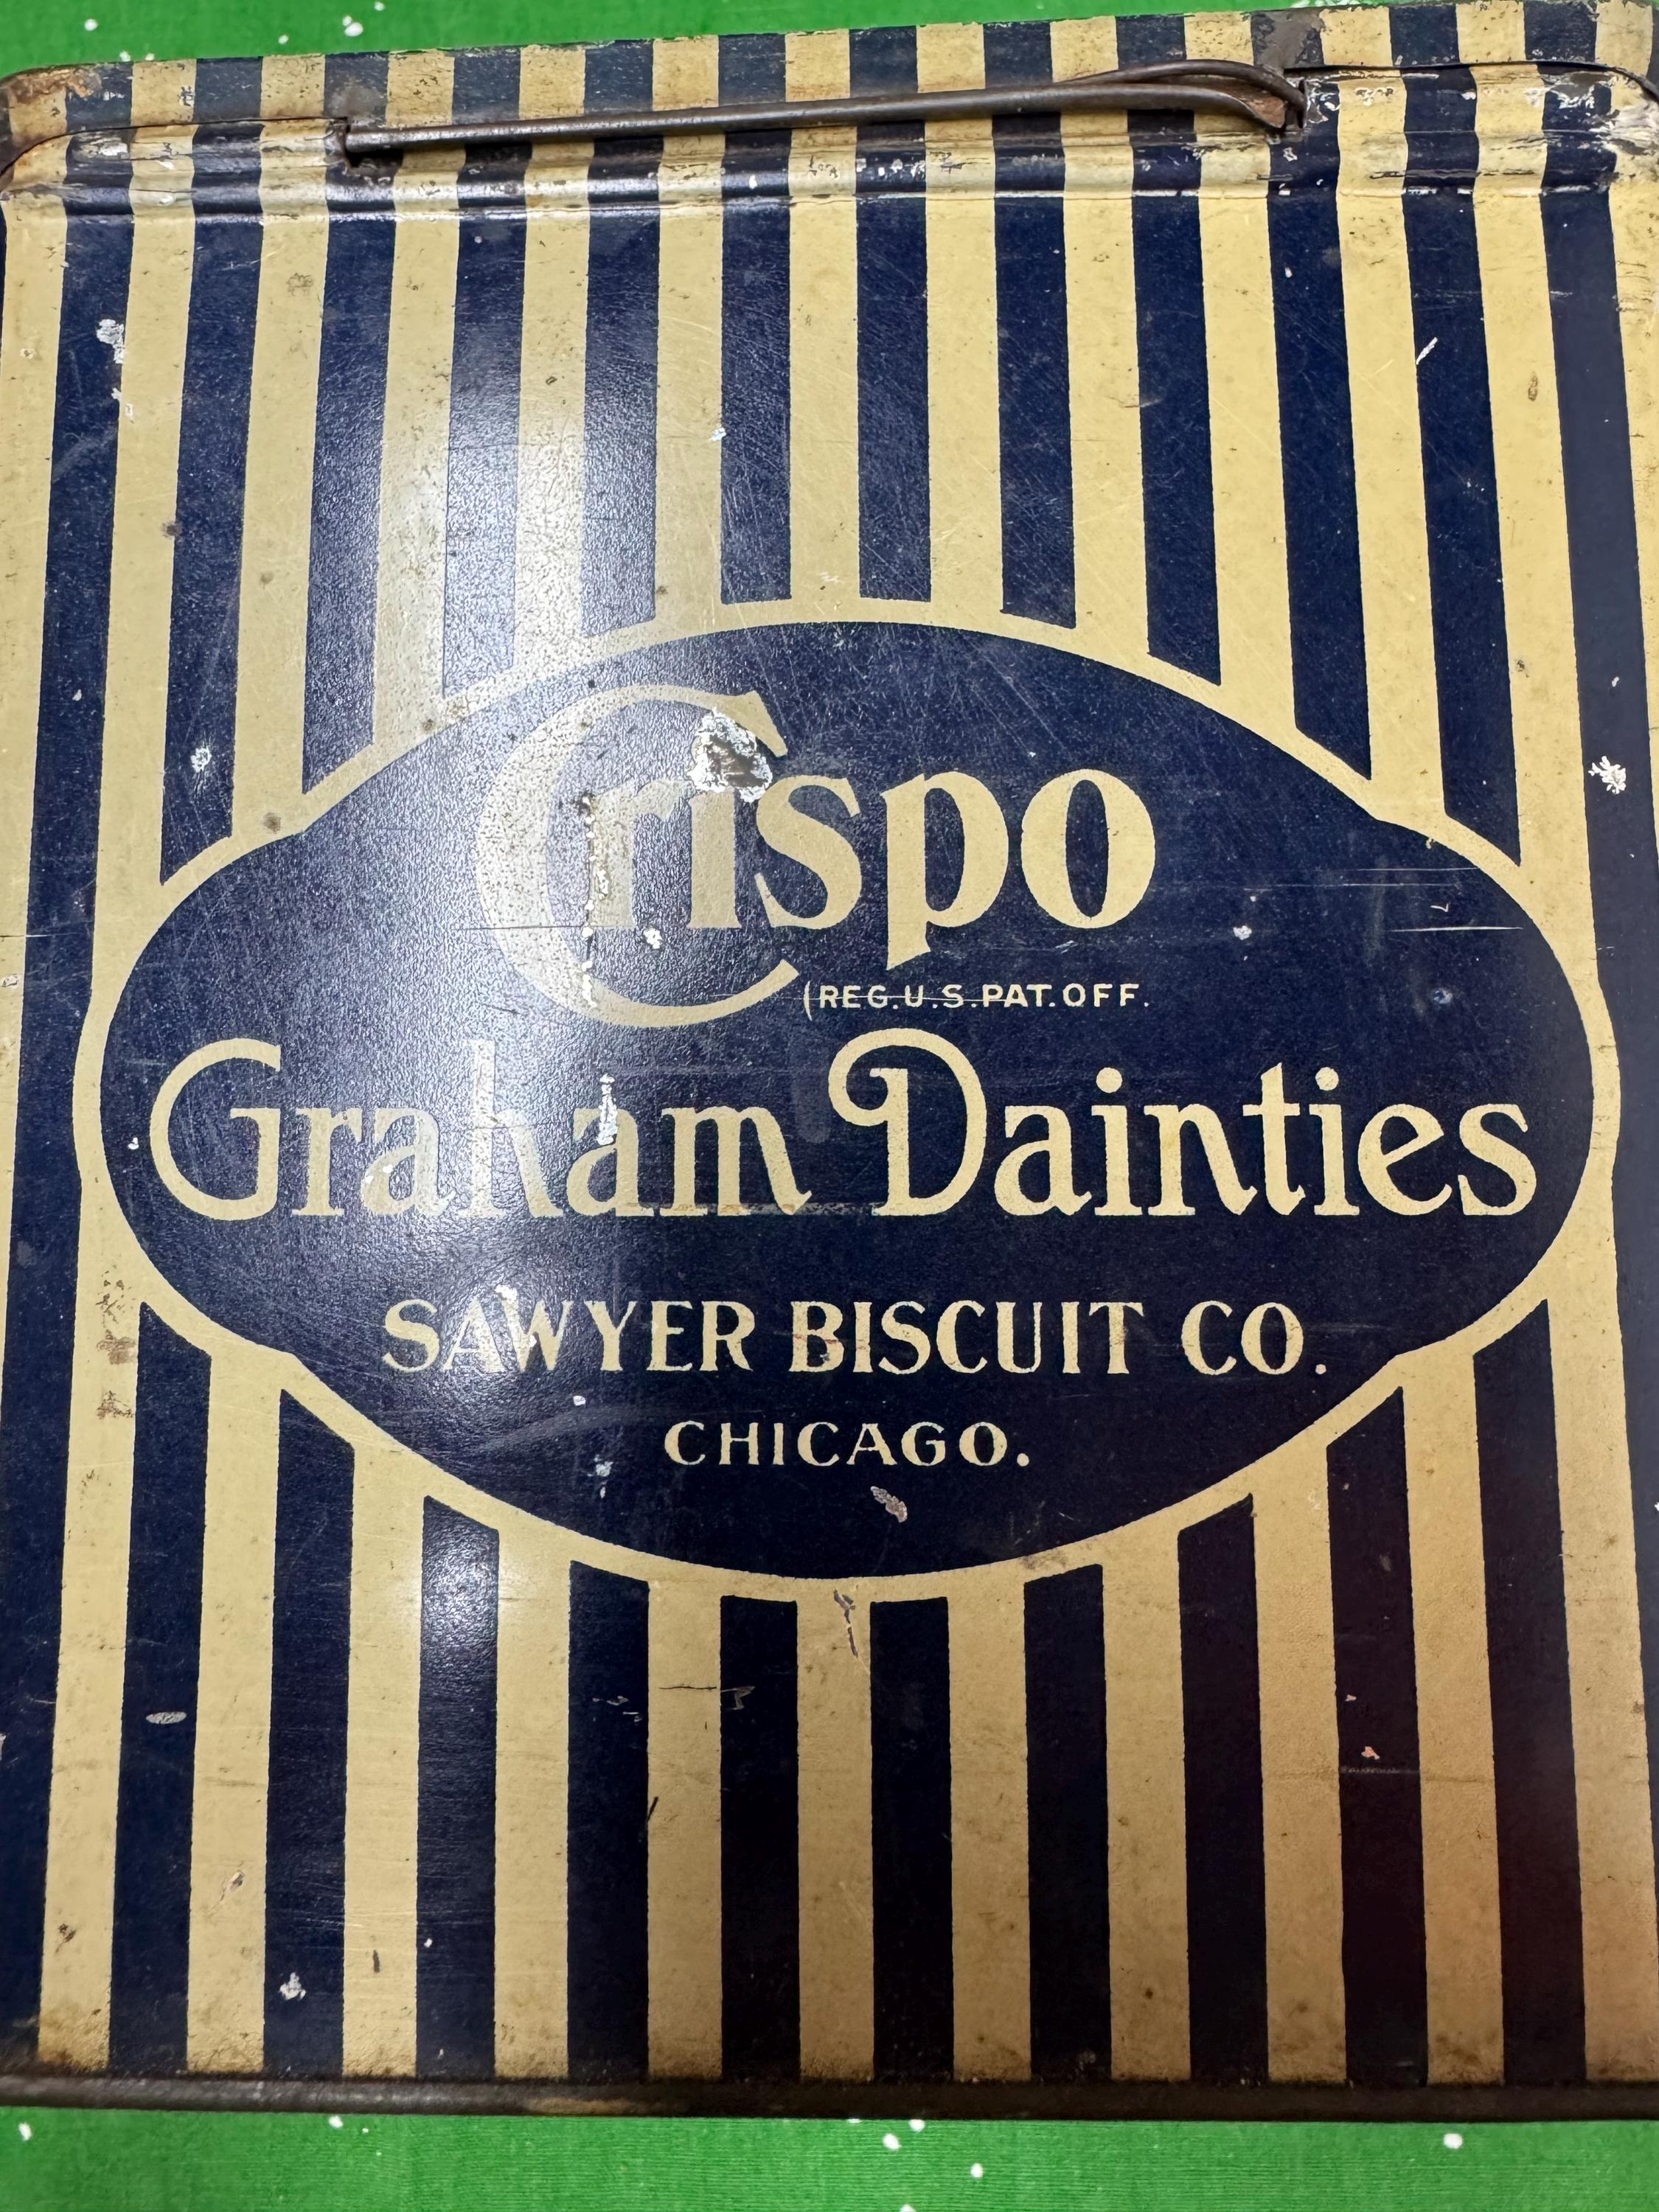 Crispo
(REG.U.S.PAT.OFF.
Graham Dainties
SAWYER BISCUIT CO.
CHICAGO.